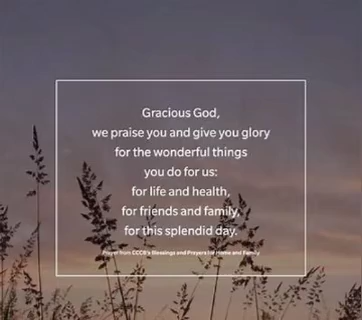 Gracious God,
we praise you and give you glory
for the wonderful things
you do for us:
for life and health,
for friends and family,
for this splendid day.
Prayer from CCCB's Blessings and Prayers for Home and Family